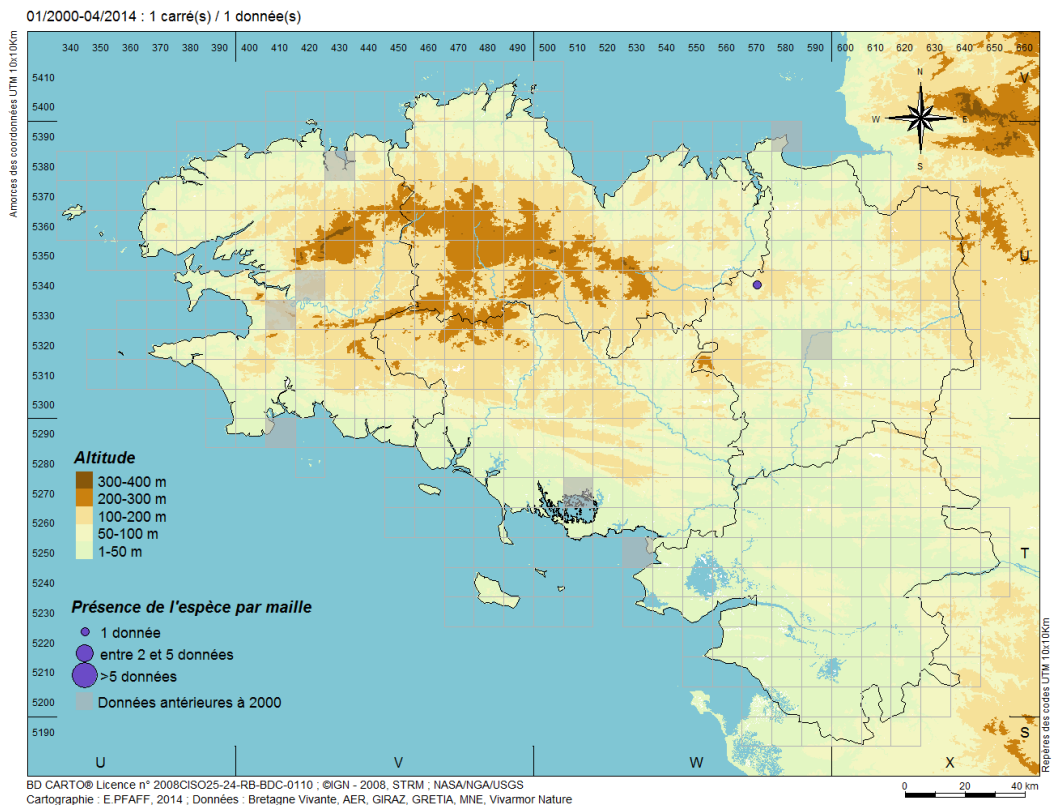 01/2000-04/2014 : 1 carré(s) / 1 donnée(s)
340 350 360 370 380 390 400 410 420 430 440 450 460 470 480 490 500 510 520 530 540 550 560 570 580 590 600 610 620 630 640 650 660
Amorces des coordonnées UTM 10x10Km
5410
5400
5390
5380
5370
5360
5350
5340
5330
5320
5310
5300
5290
5280
5270
5260
5250
5240
5230
5220
5210
5200
5190
N
W
E
S
V
U
T
S
Altitude
300-400 m
200-300 m
100-200 m
50-100 m
1-50 m
Présence de l'espèce par maille
1 donnée
entre 2 et 5 données
>5 données
Données antérieures à 2000
U V W X
Repères des codes UTM 10x10Km
BD CARTO® Licence n° 2008CISO25-24-RB-BDC-0110 ; ©IGN - 2008, STRM ; NASA/NGA/USGS
Cartographie : E.PFAFF, 2014 ; Données : Bretagne Vivante, AER, GIRAZ, GRETIA, MNE, Vivarmor Nature
0 20 40 km